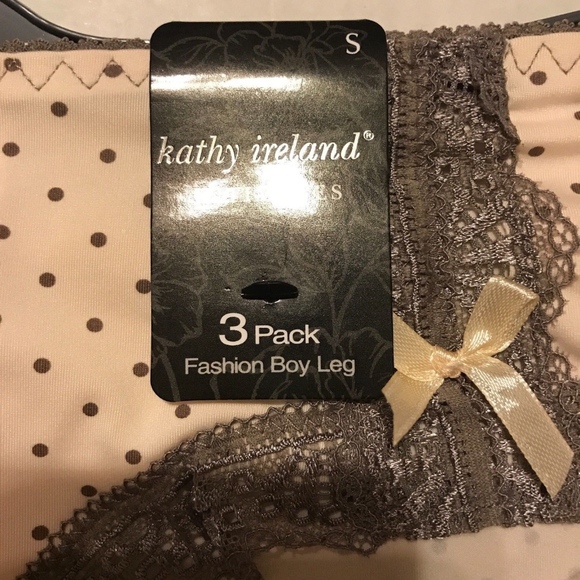 S
kathy ireland®
3 Pack
Fashion Boy Leg